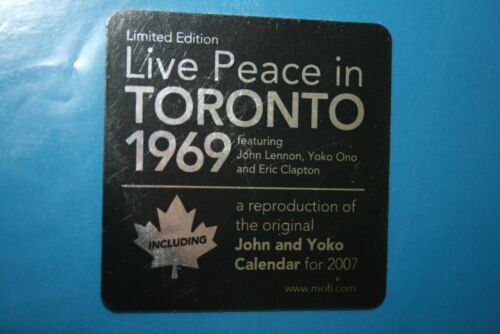 Limited Edition
Live Peace in
TORONTO
1969
featuring
John Lennon, Yoko Ono
and Eric Clapton
INCLUDING
a reproduction of
the original
John and Yoko
Calendar for 2007
www.mofi.com